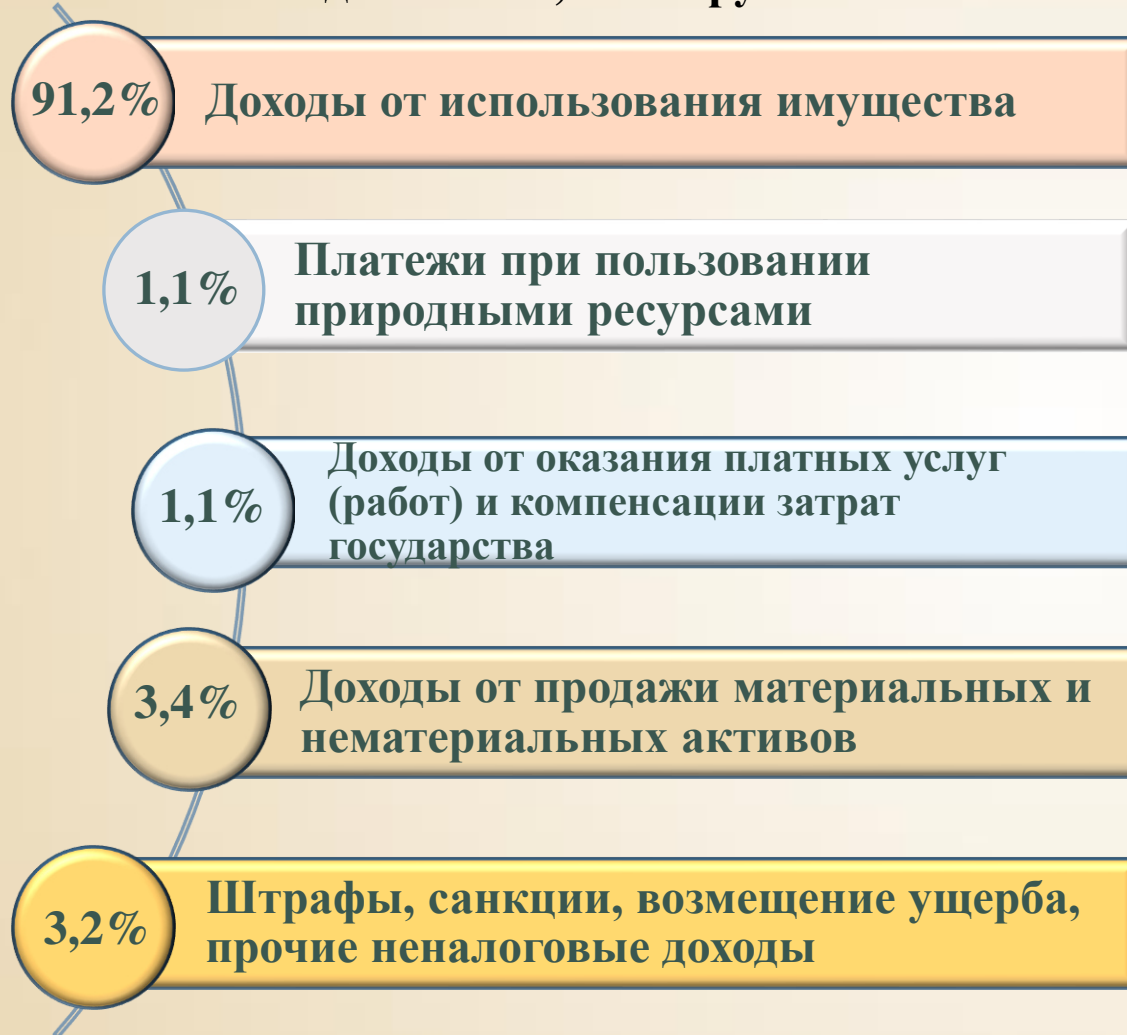 91,2%
Доходы от использования имущества
1,1%
Платежи при пользовании
природными ресурсами
1,1%
Доходы от оказания платных услуг
(работ) и компенсации затрат
государства
3,4%
Доходы от продажи материальных и
нематериальных активов
3,2%
Штрафы, санкции, возмещение ущерба,
прочие неналоговые доходы